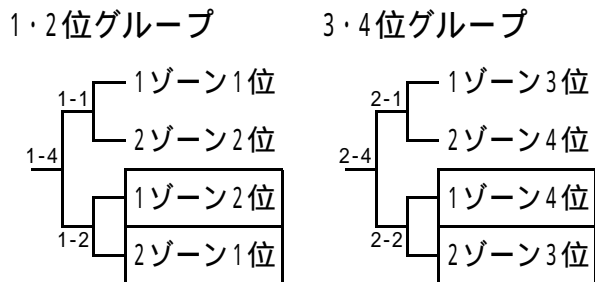 1・2位グループ
1-1
1ゾーン1位
2ゾーン2位
1-4
1ゾーン2位
1-2
2ゾーン1位
3・4位グループ
2-1
1ゾーン3位
2ゾーン4位
2-4
1ゾーン4位
2-2
2ゾーン3位